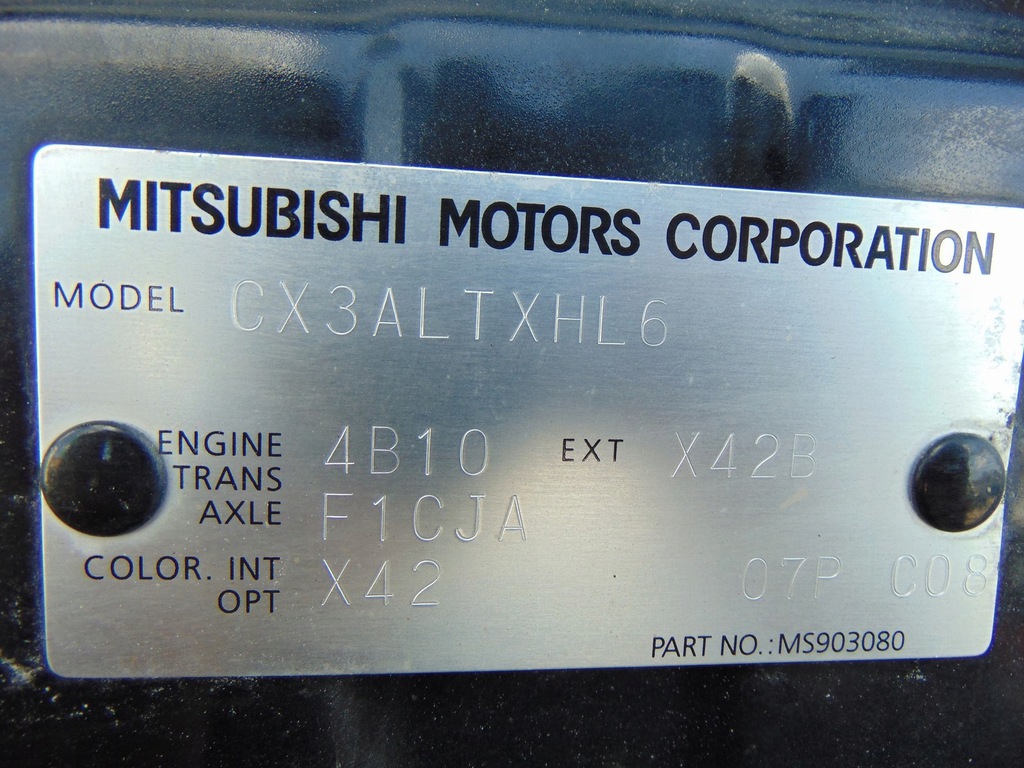 MITSUBISHI MOTORS CORPORATION
MODEL CX3ALTXHL6
ENGINE 4B10 EXT X42B
TRANS
AXLE F1CJA
COLOR. INT X42 07P C08
OPT
PART NO.:MS903080